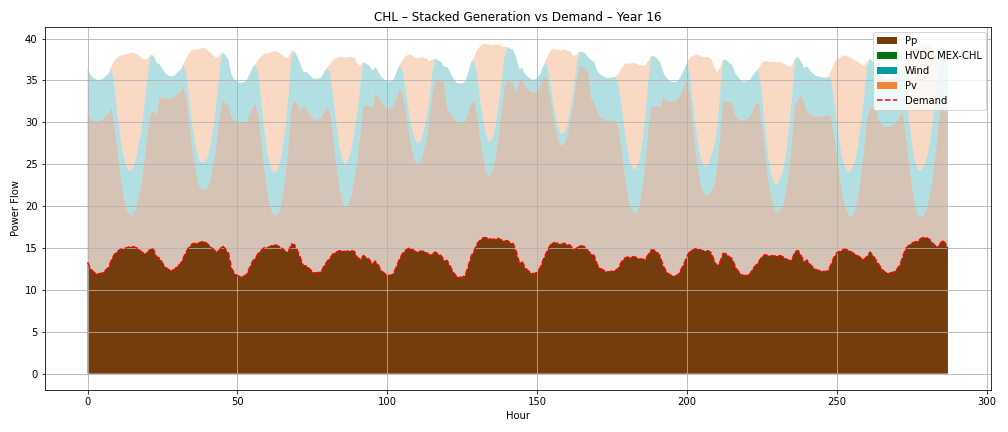 CHL – Stacked Generation vs Demand – Year 16
40
35
30
25
20
15
10
5
0
Power Flow
Pp
HVDC MEX-CHL
Wind
Pv
Demand
0 50 100 150 200 250 300
Hour